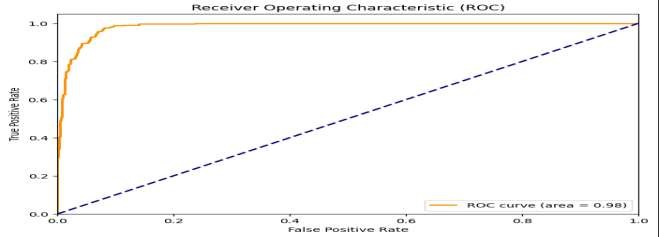 Receiver Operating Characteristic (ROC)
1.0
0.8
0.6
0.4
0.2
0.0
True Positive Rate
ROC curve (area = 0.98)
0.0 0.2 0.4 0.6 0.8 1.0
False Positive Rate